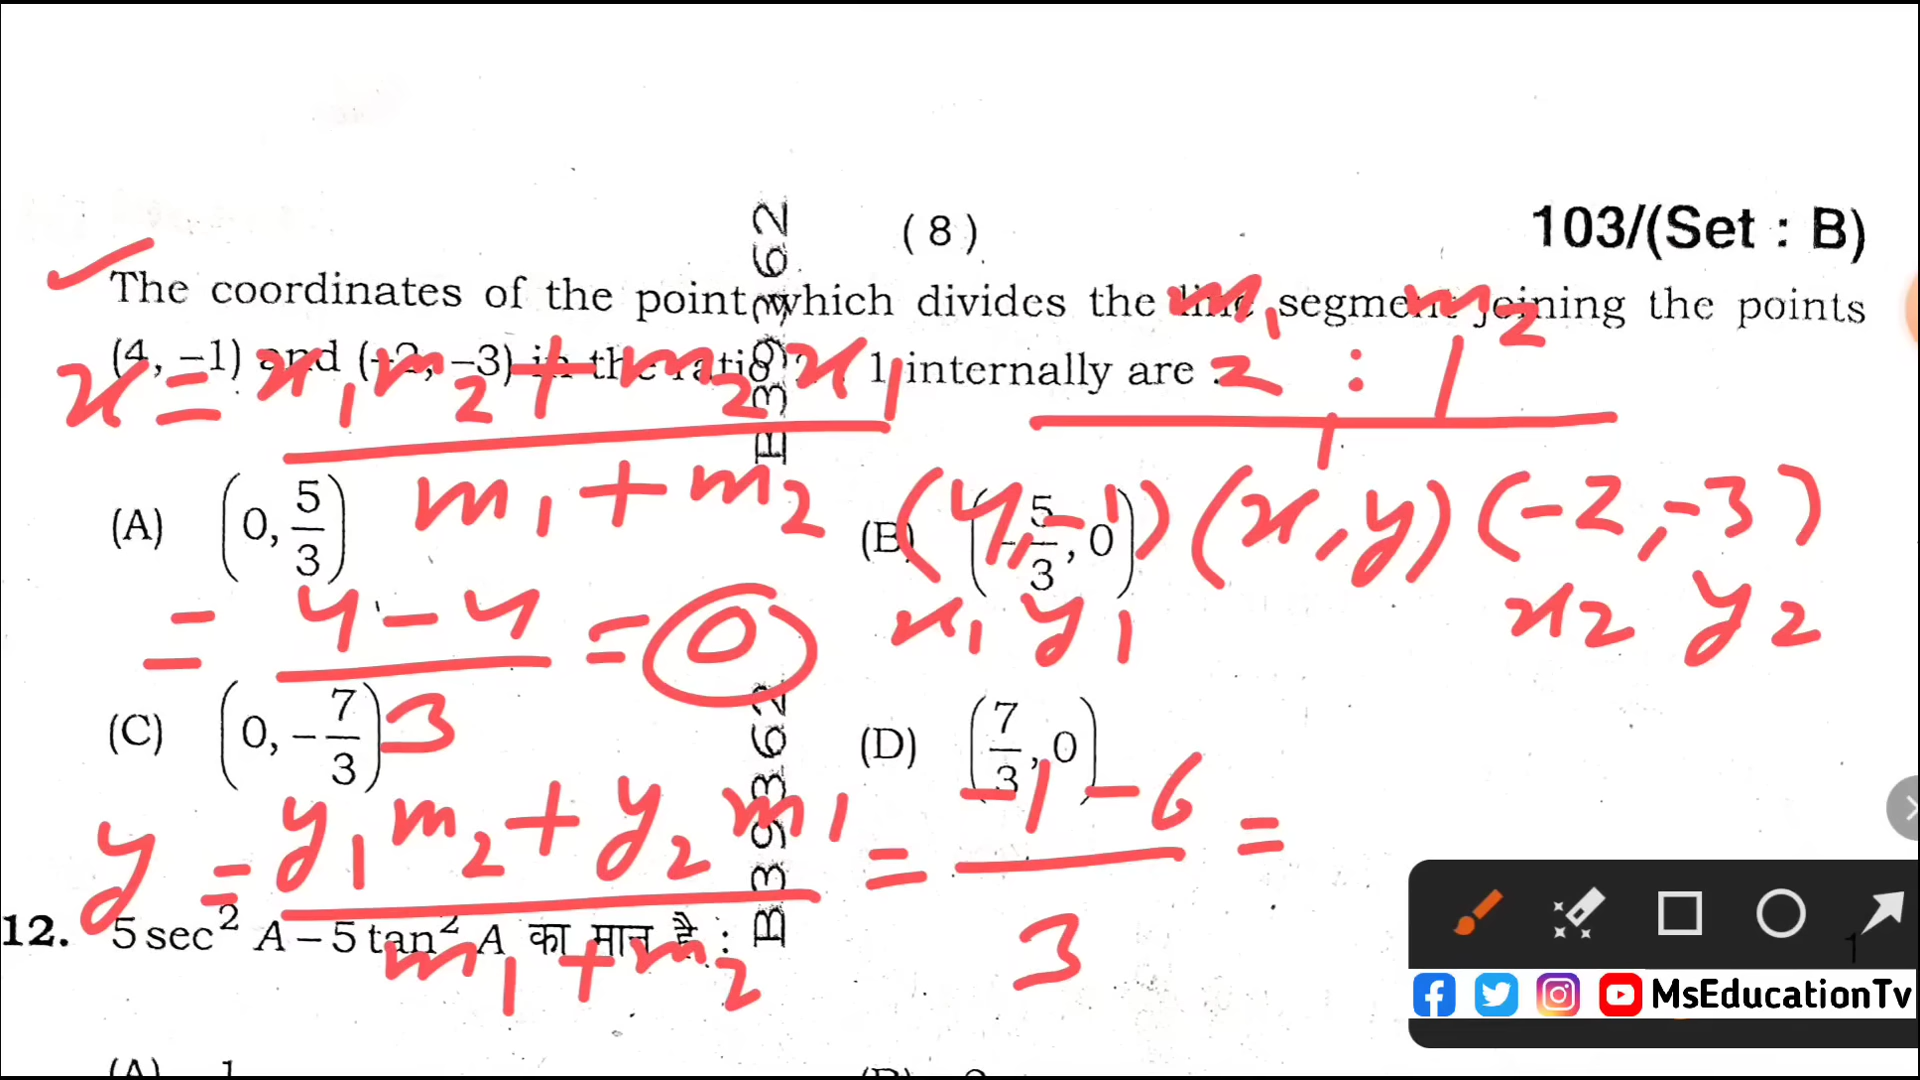 (8)
103/(Set : B)
The coordinates of the point which divides the line segment joining the points
m1 m2
(4, –1) and (–2, –3) in the ratio 2 : 1 internally are :
2 : 1
x = x1m2 + m2x1 / m1 + m2
(4, -1) (x, y) (-2, -3)
x1 y1 x2 y2
(A) (0, 5/3)
(B) (-5/3, 0)
= 4 - 4 / 3 = 0
(C) (0, -7/3)
(D) (7/3, 0)
y = y1m2 + y2m1 / m1 + m2 = -1 - 6 / 3 =
12. 5 sec² A – 5 tan² A का मान है :
B 39362
B 39362
(A) 1
MsEducationTv